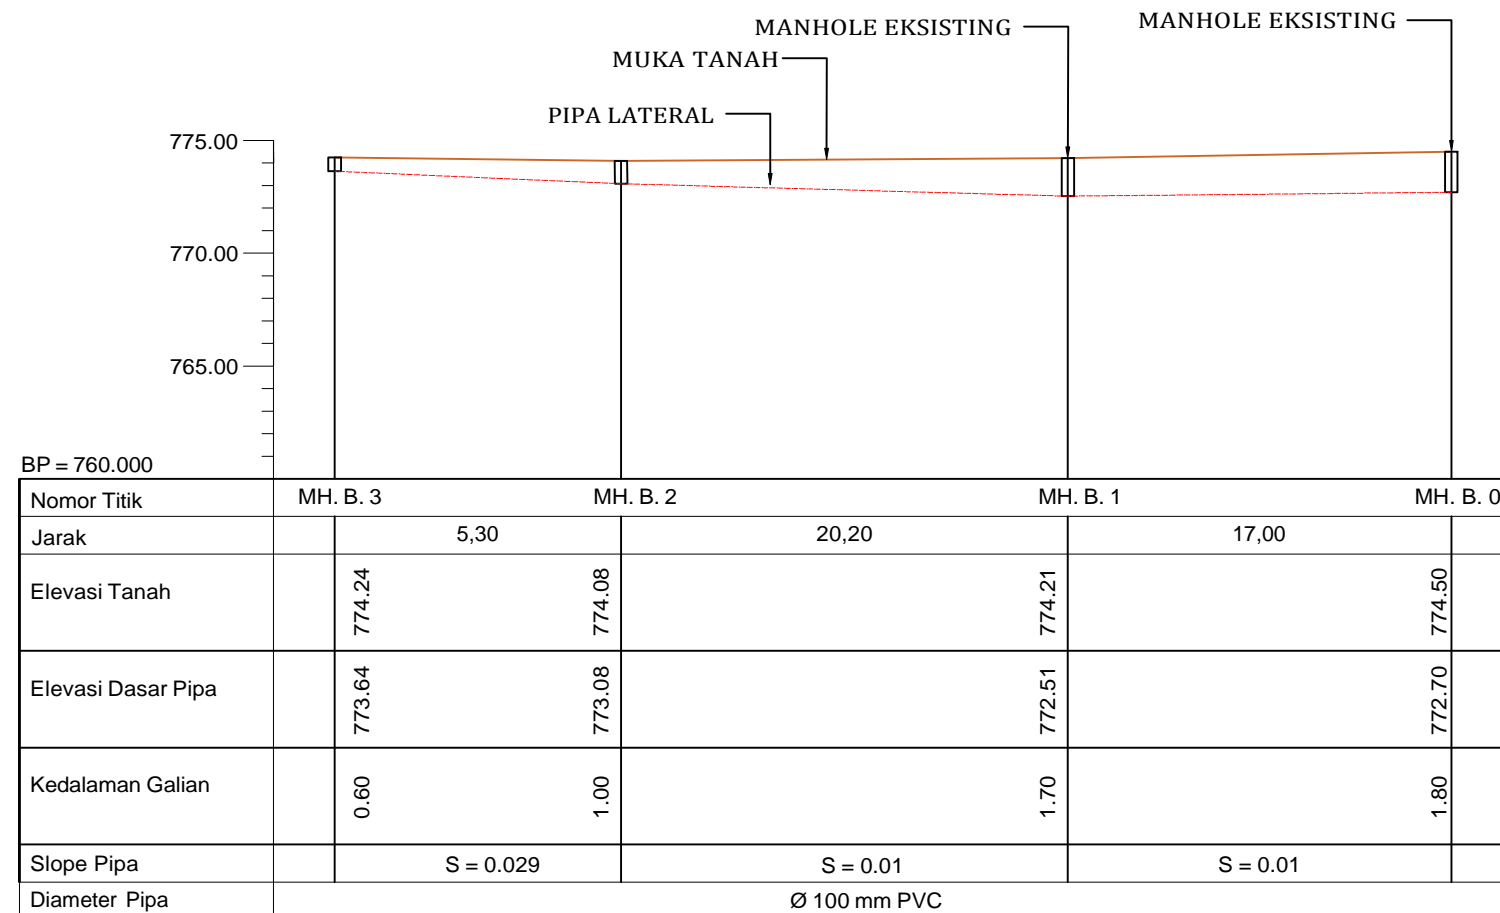 MANHOLE EKSISTING
MANHOLE EKSISTING
MUKA TANAH
PIPA LATERAL
775.00
770.00
765.00
BP = 760.000
Nomor Titik MH. B. 3 MH. B. 2 MH. B. 1 MH. B. 0
Jarak 5,30 20,20 17,00
Elevasi Tanah 774.24 774.08 774.21 774.50
Elevasi Dasar Pipa 773.64 773.08 772.51 772.70
Kedalaman Galian 0.60 1.00 1.70 1.80
Slope Pipa S = 0.029 S = 0.01 S = 0.01
Diameter Pipa Ø 100 mm PVC